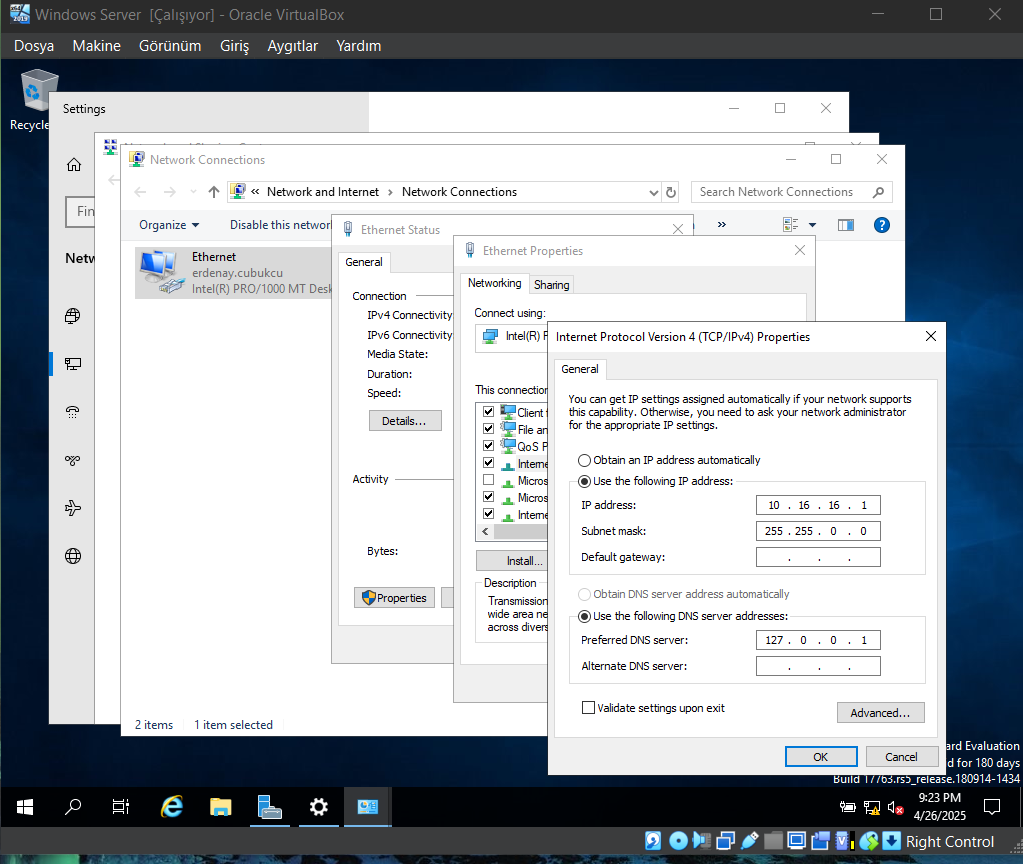 Windows Server [Çalışıyor] - Oracle VirtualBox
Dosya Makine Görünüm Giriş Aygıtlar Yardım
Recycle
Settings
Network Connections
« Network and Internet › Network Connections
Search Network Connections
Organize
Disable this network
»
Ethernet
erdenay.cubukcu
Intel(R) PRO/1000 MT Desk
2 items 1 item selected
Ethernet Status
General
Connection
IPv4 Connectivity
IPv6 Connectivity
Media State:
Duration:
Speed:
Details...
Activity
Bytes:
Properties
Ethernet Properties
Networking Sharing
Connect using:
Intel(R)
This connection
Client
File an
QoS P
Interne
Micros
Micros
Interne
Install...
Description
Transmission
wide area ne
across divers
Internet Protocol Version 4 (TCP/IPv4) Properties
General
You can get IP settings assigned automatically if your network supports
this capability. Otherwise, you need to ask your network administrator
for the appropriate IP settings.
Obtain an IP address automatically
Use the following IP address:
IP address: 10 . 16 . 16 . 1
Subnet mask: 255 . 255 . 0 . 0
Default gateway: . . .
Obtain DNS server address automatically
Use the following DNS server addresses:
Preferred DNS server: 127 . 0 . 0 . 1
Alternate DNS server: . . .
Validate settings upon exit
Advanced...
OK Cancel
ard Evaluation
d for 180 days
Build 17763.rs5_release.180914-1434
9:23 PM
4/26/2025
Right Control